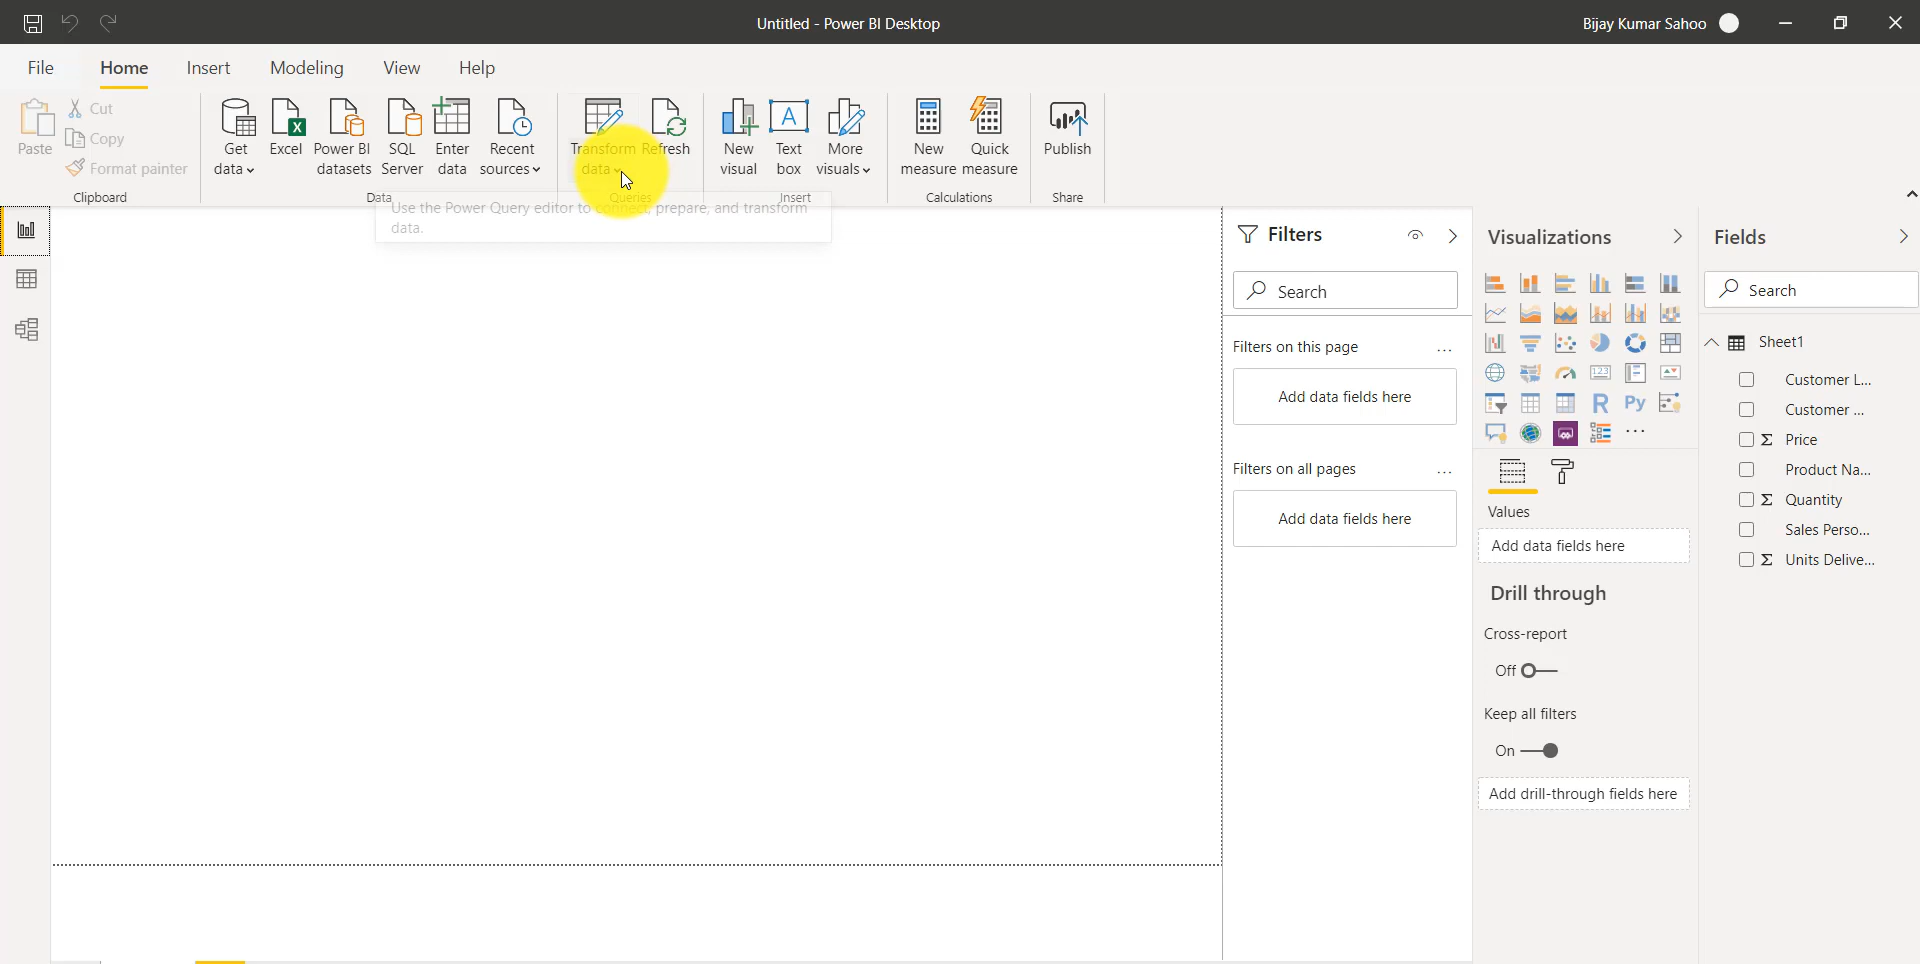 Untitled - Power BI Desktop
Bijay Kumar Sahoo
File Home Insert Modeling View Help
Paste
Cut
Copy
Format painter
Clipboard
Get data
Excel
Power BI datasets
SQL Server
Enter data
Recent sources
Data
Transform data
Refresh
Queries
New visual
Text box
More visuals
Insert
New measure
Quick measure
Calculations
Publish
Share
Use the Power Query editor to connect, prepare, and transform
data.
Filters
Search
Filters on this page ...
Add data fields here
Filters on all pages ...
Add data fields here
Visualizations
123
R
Py
...
Values
Add data fields here
Drill through
Cross-report
Off
Keep all filters
On
Add drill-through fields here
Fields
Search
Sheet1
Customer L...
Customer ...
Σ Price
Product Na...
Σ Quantity
Sales Perso...
Σ Units Delive...